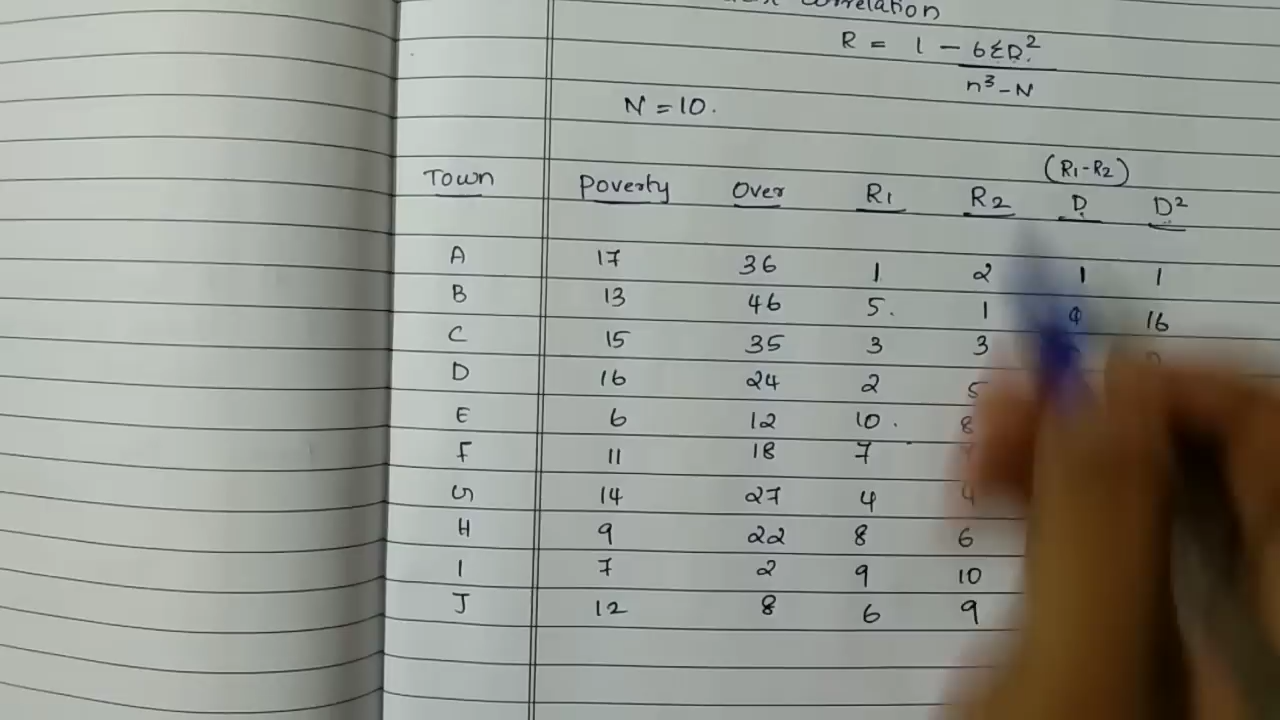 Correlation
R = 1 - 6ΣD²
n³-N
N = 10.
(R₁-R₂)
Town Poverty Over R₁ R₂ D D²
A 17 36 1 2 1 1
B 13 46 5. 1 4 16
C 15 35 3 3
D 16 24 2 5
E 6 12 10. 8
F 11 18 7
G 14 27 4 4
H 9 22 8 6
I 7 2 9 10
J 12 8 6 9